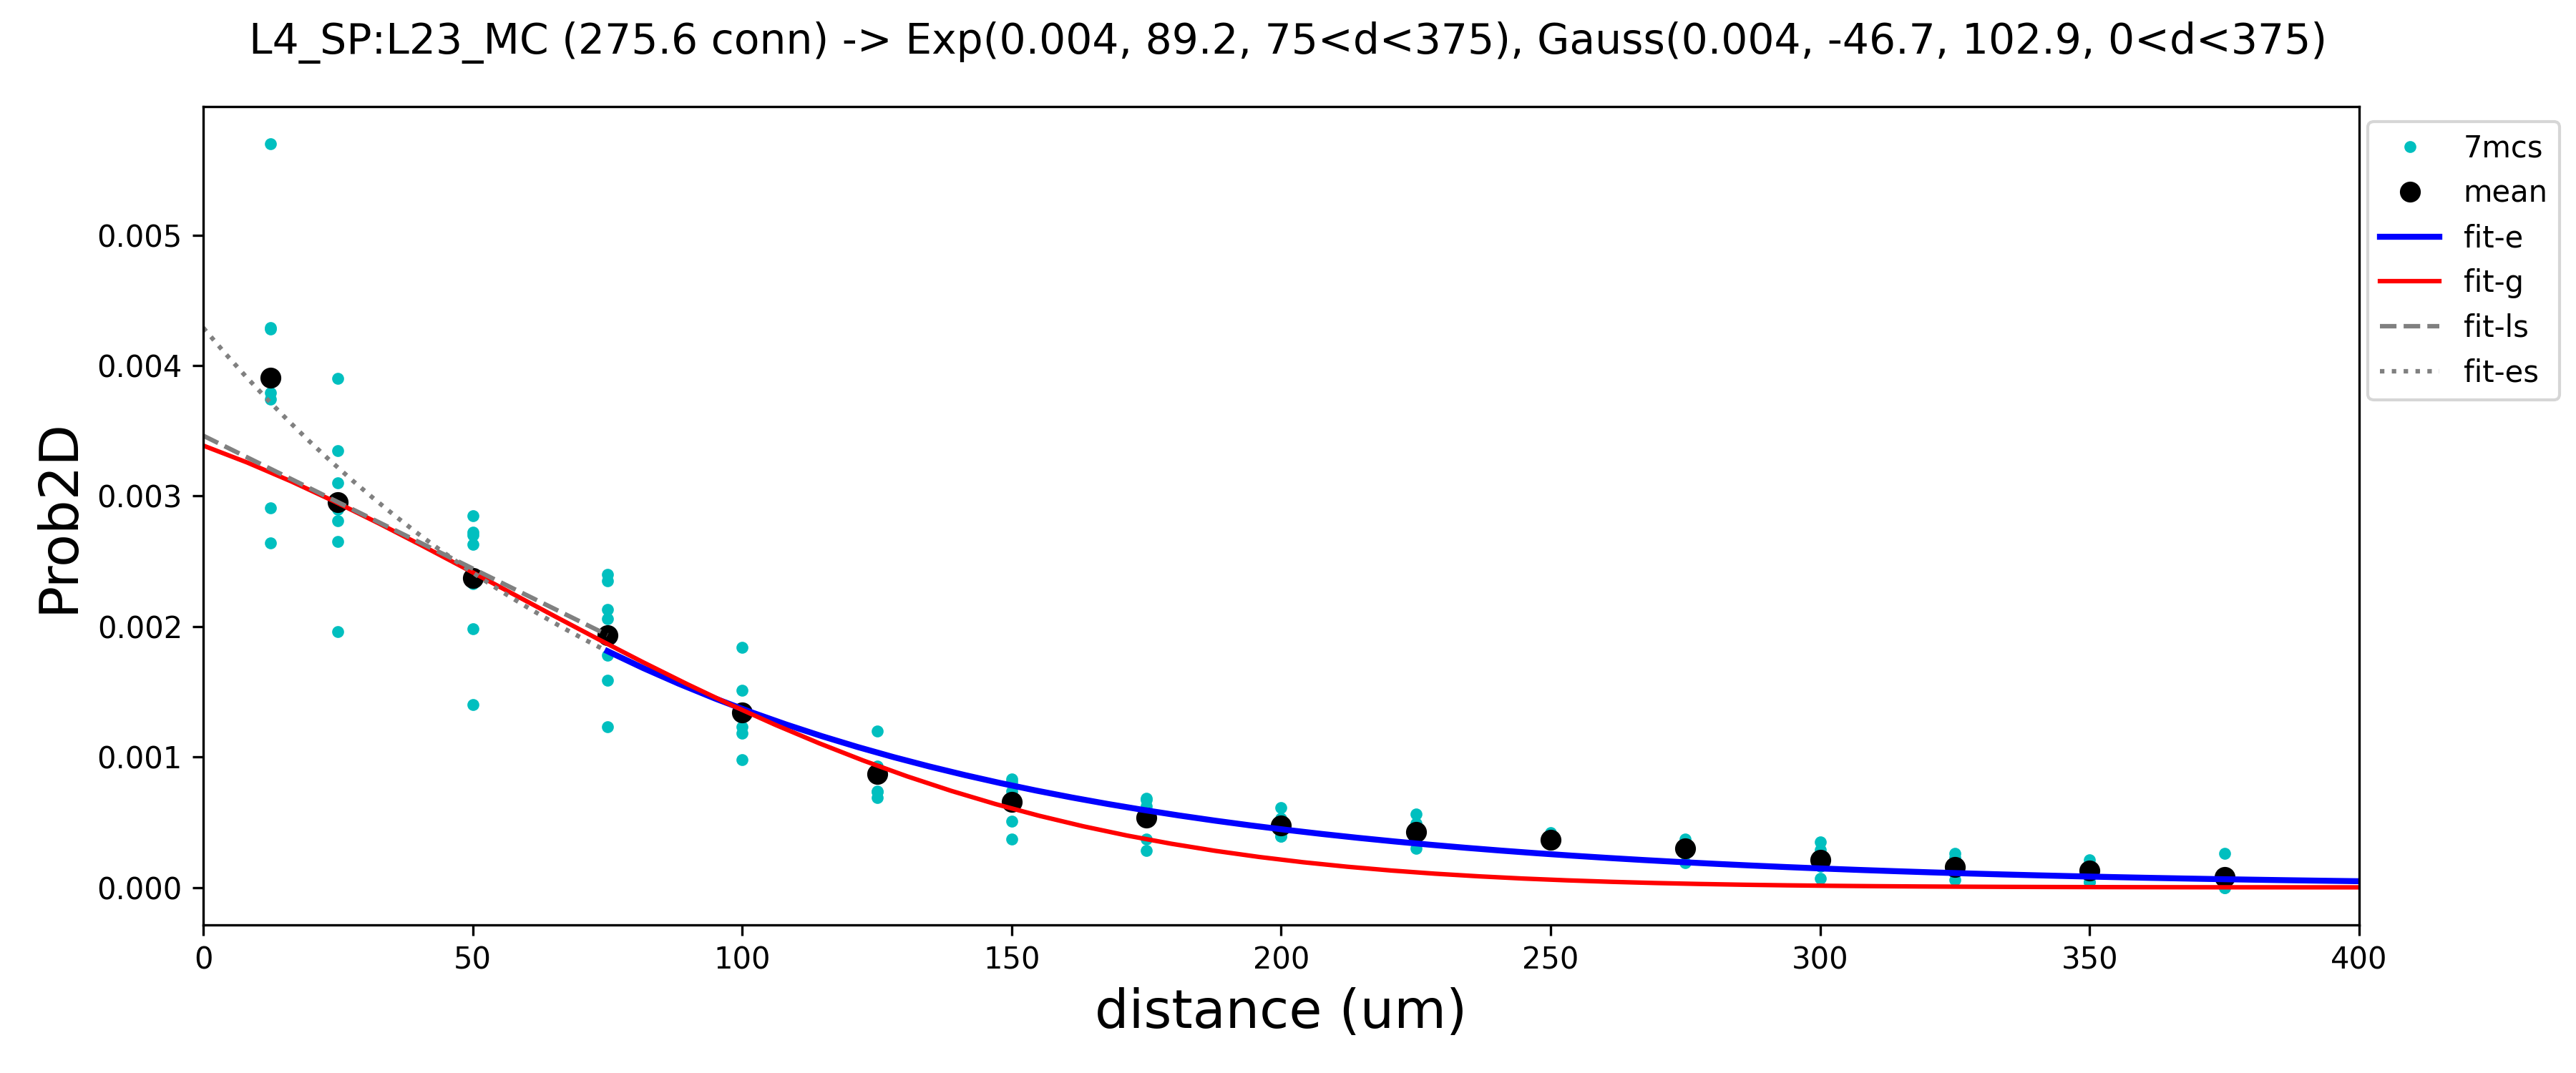 L4_SP:L23_MC (275.6 conn) -> Exp(0.004, 89.2, 75<d<375), Gauss(0.004, -46.7, 102.9, 0<d<375)
7mcs
mean
fit-e
fit-g
fit-ls
fit-es
Prob2D
0.005
0.004
0.003
0.002
0.001
0.000
0 50 100 150 200 250 300 350 400
distance (um)